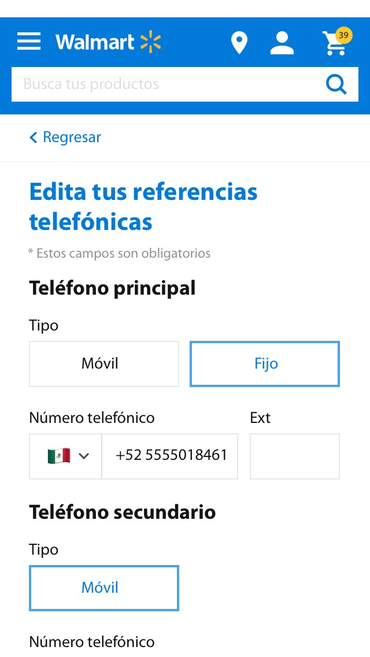 Walmart
39
Busca tus productos
Regresar
Edita tus referencias
telefónicas
* Estos campos son obligatorios
Teléfono principal
Tipo
Móvil Fijo
Número telefónico Ext
+52 5555018461
Teléfono secundario
Tipo
Móvil
Número telefónico